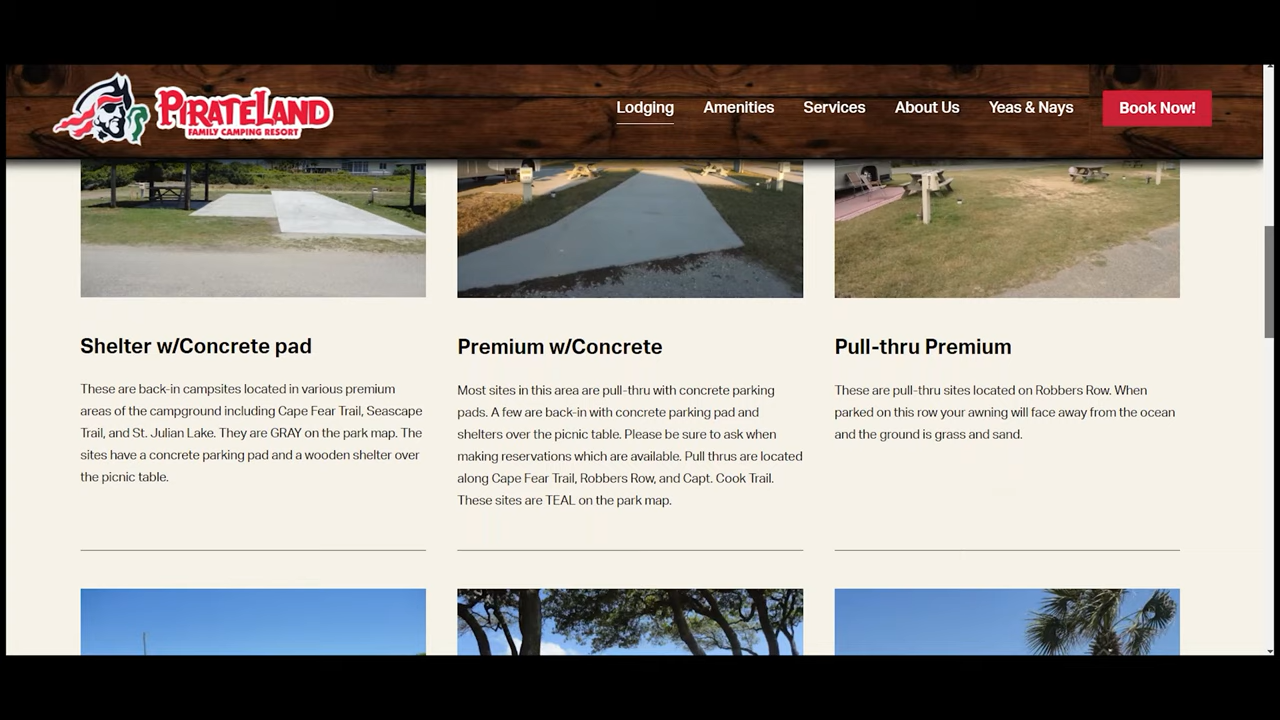 PIRATELAND
FAMILY CAMPING RESORT
Lodging
Amenities
Services
About Us
Yeas & Nays
Book Now!
Shelter w/Concrete pad
These are back-in campsites located in various premium
areas of the campground including Cape Fear Trail, Seascape
Trail, and St. Julian Lake. They are GRAY on the park map. The
sites have a concrete parking pad and a wooden shelter over
the picnic table.
Premium w/Concrete
Most sites in this area are pull-thru with concrete parking
pads. A few are back-in with concrete parking pad and
shelters over the picnic table. Please be sure to ask when
making reservations which are available. Pull thrus are located
along Cape Fear Trail, Robbers Row, and Capt. Cook Trail.
These sites are TEAL on the park map.
Pull-thru Premium
These are pull-thru sites located on Robbers Row. When
parked on this row your awning will face away from the ocean
and the ground is grass and sand.